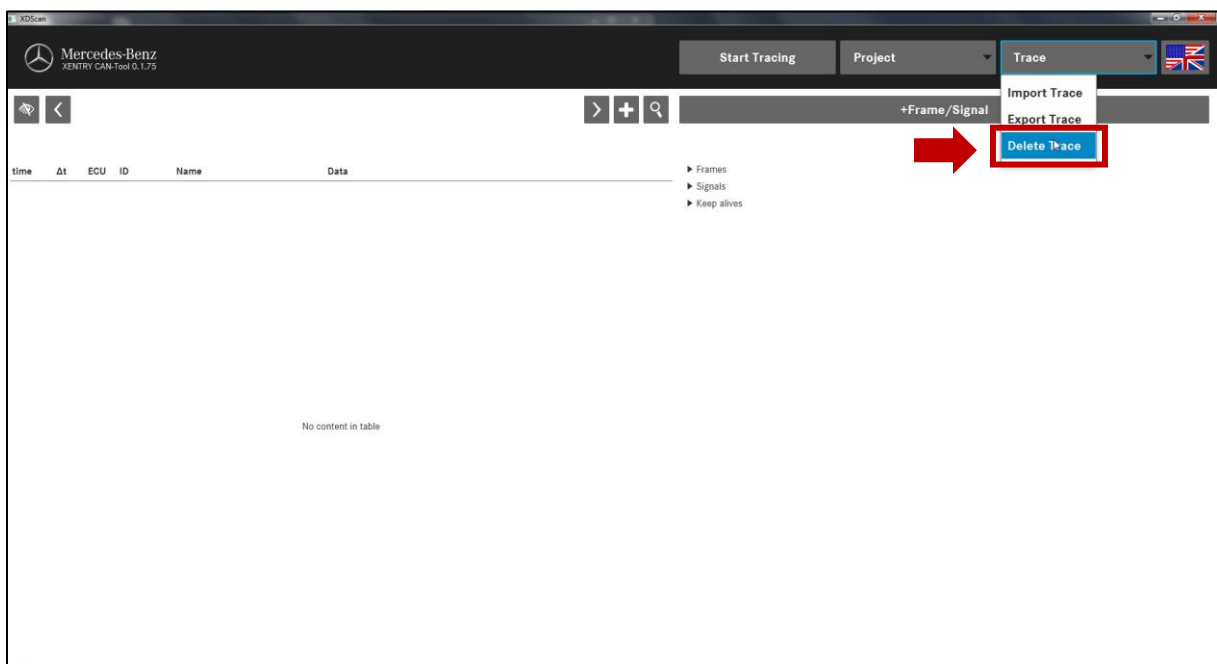 XDScan
Mercedes-Benz
XENTRY CAN-Tool 0.1.75
Start Tracing
Project
Trace
Import Trace
Export Trace
Delete Trace
+Frame/Signal
time Δt ECU ID Name Data
Frames
Signals
Keep alives
No content in table